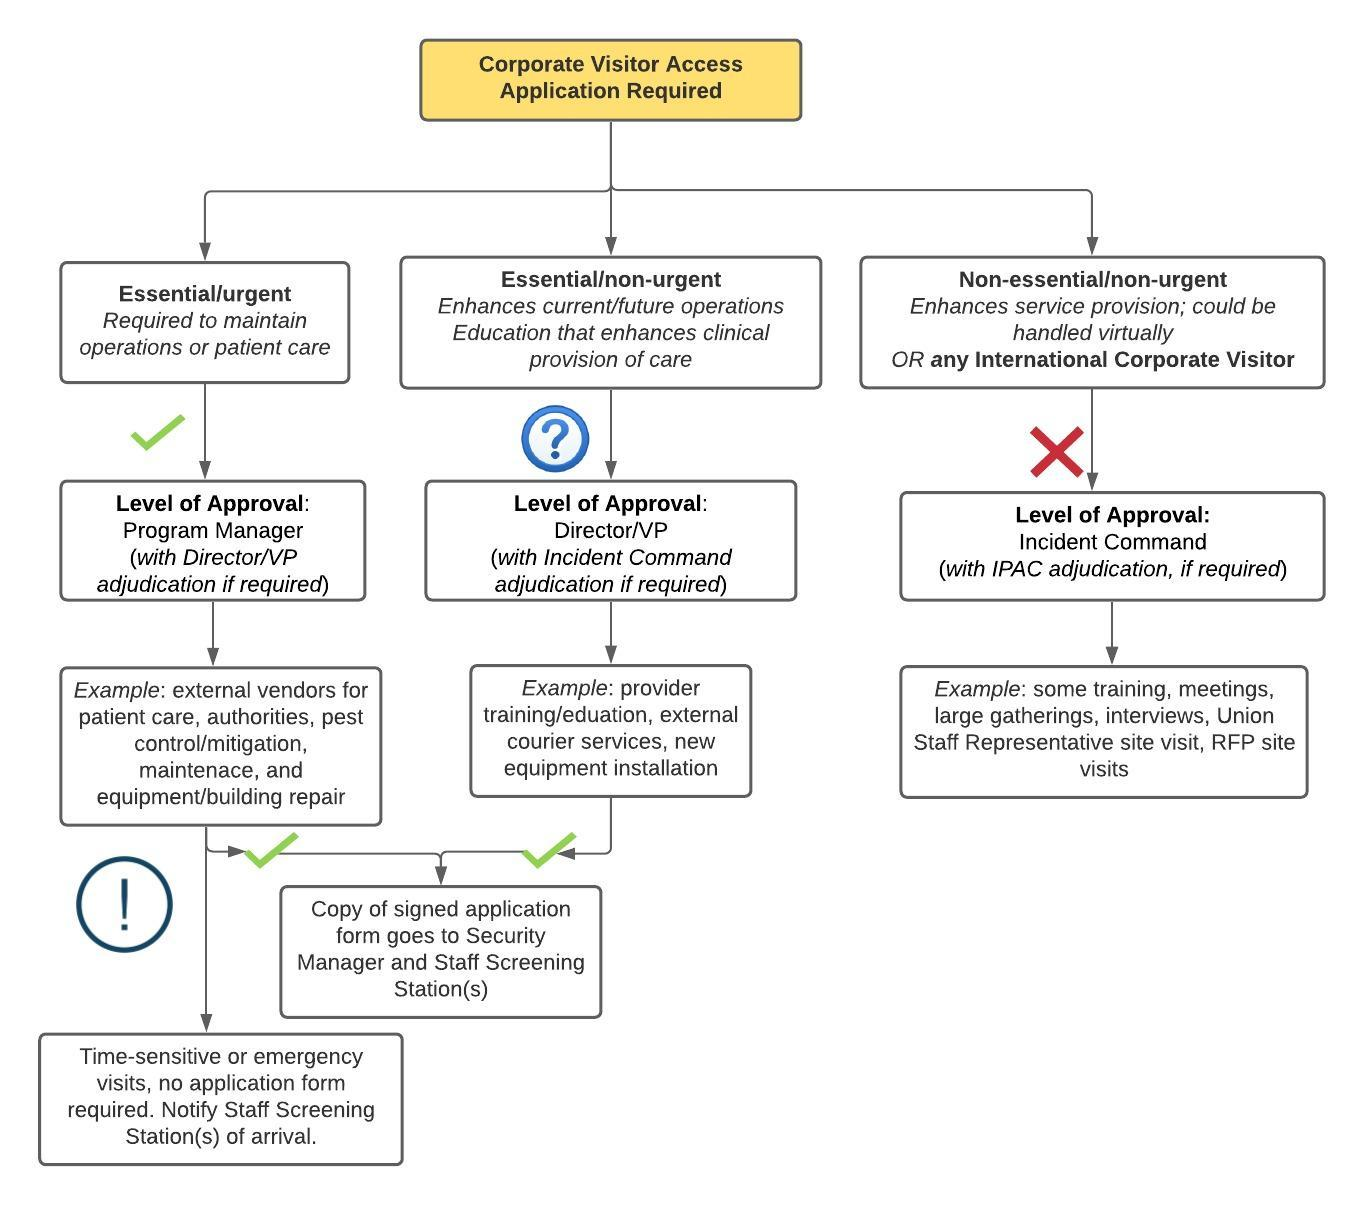 Corporate Visitor Access
Application Required
Essential/urgent
Required to maintain
operations or patient care
Essential/non-urgent
Enhances current/future operations
Education that enhances clinical
provision of care
Non-essential/non-urgent
Enhances service provision; could be
handled virtually
OR any International Corporate Visitor
Level of Approval:
Program Manager
(with Director/VP
adjudication if required)
Level of Approval:
Director/VP
(with Incident Command
adjudication if required)
Level of Approval:
Incident Command
(with IPAC adjudication, if required)
Example: external vendors for
patient care, authorities, pest
control/mitigation,
maintenace, and
equipment/building repair
Example: provider
training/eduation, external
courier services, new
equipment installation
Example: some training, meetings,
large gatherings, interviews, Union
Staff Representative site visit, RFP site
visits
Copy of signed application
form goes to Security
Manager and Staff Screening
Station(s)
Time-sensitive or emergency
visits, no application form
required. Notify Staff Screening
Station(s) of arrival.